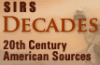 SIRS
DECADES
20th Century
American Sources